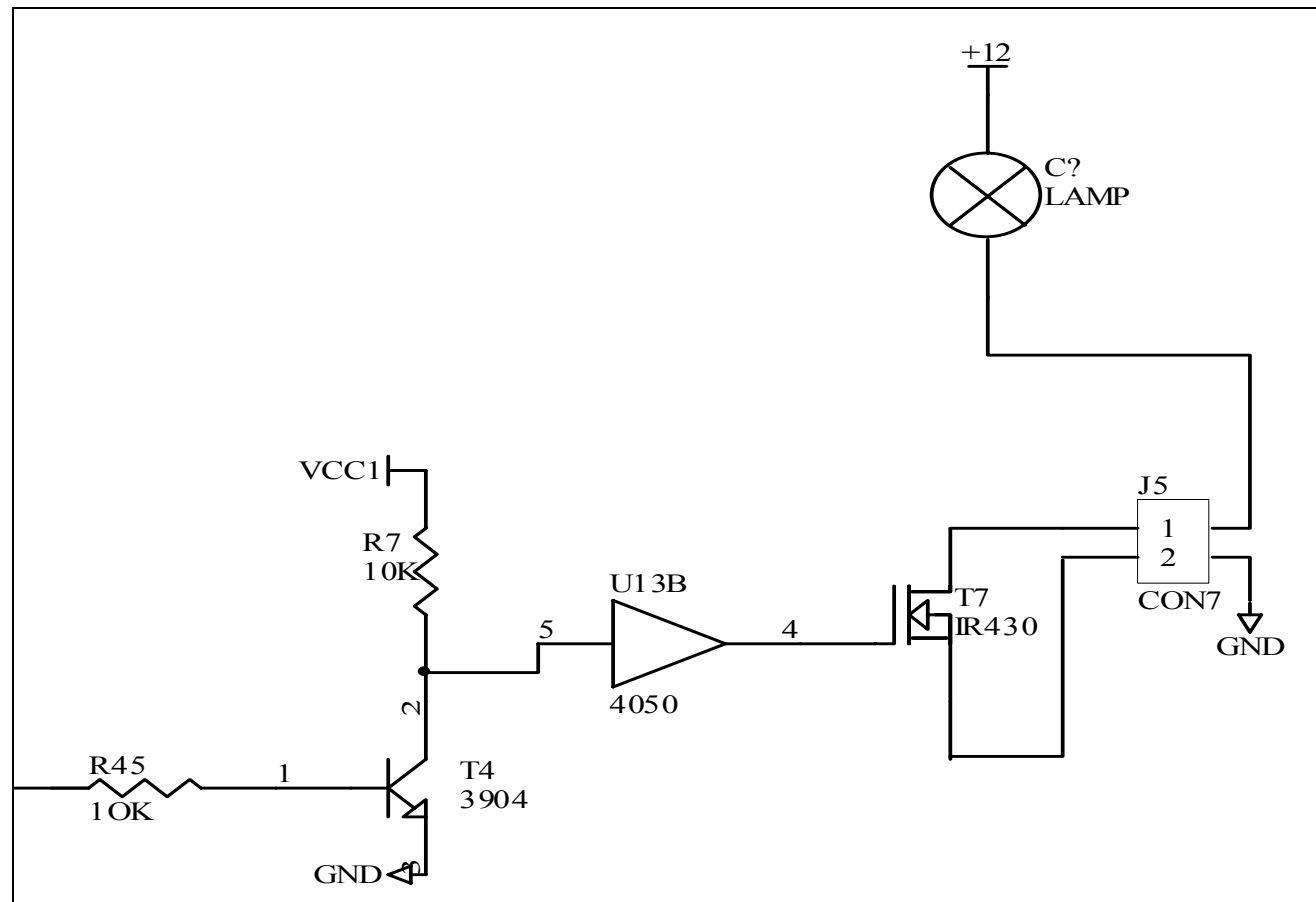 +12
C?
LAMP
VCC1
R7
10K
J5
1
2
CON7
GND
U13B
5
4
4050
T7
IR430
2
R45
1OK
1
T4
3904
3
GND